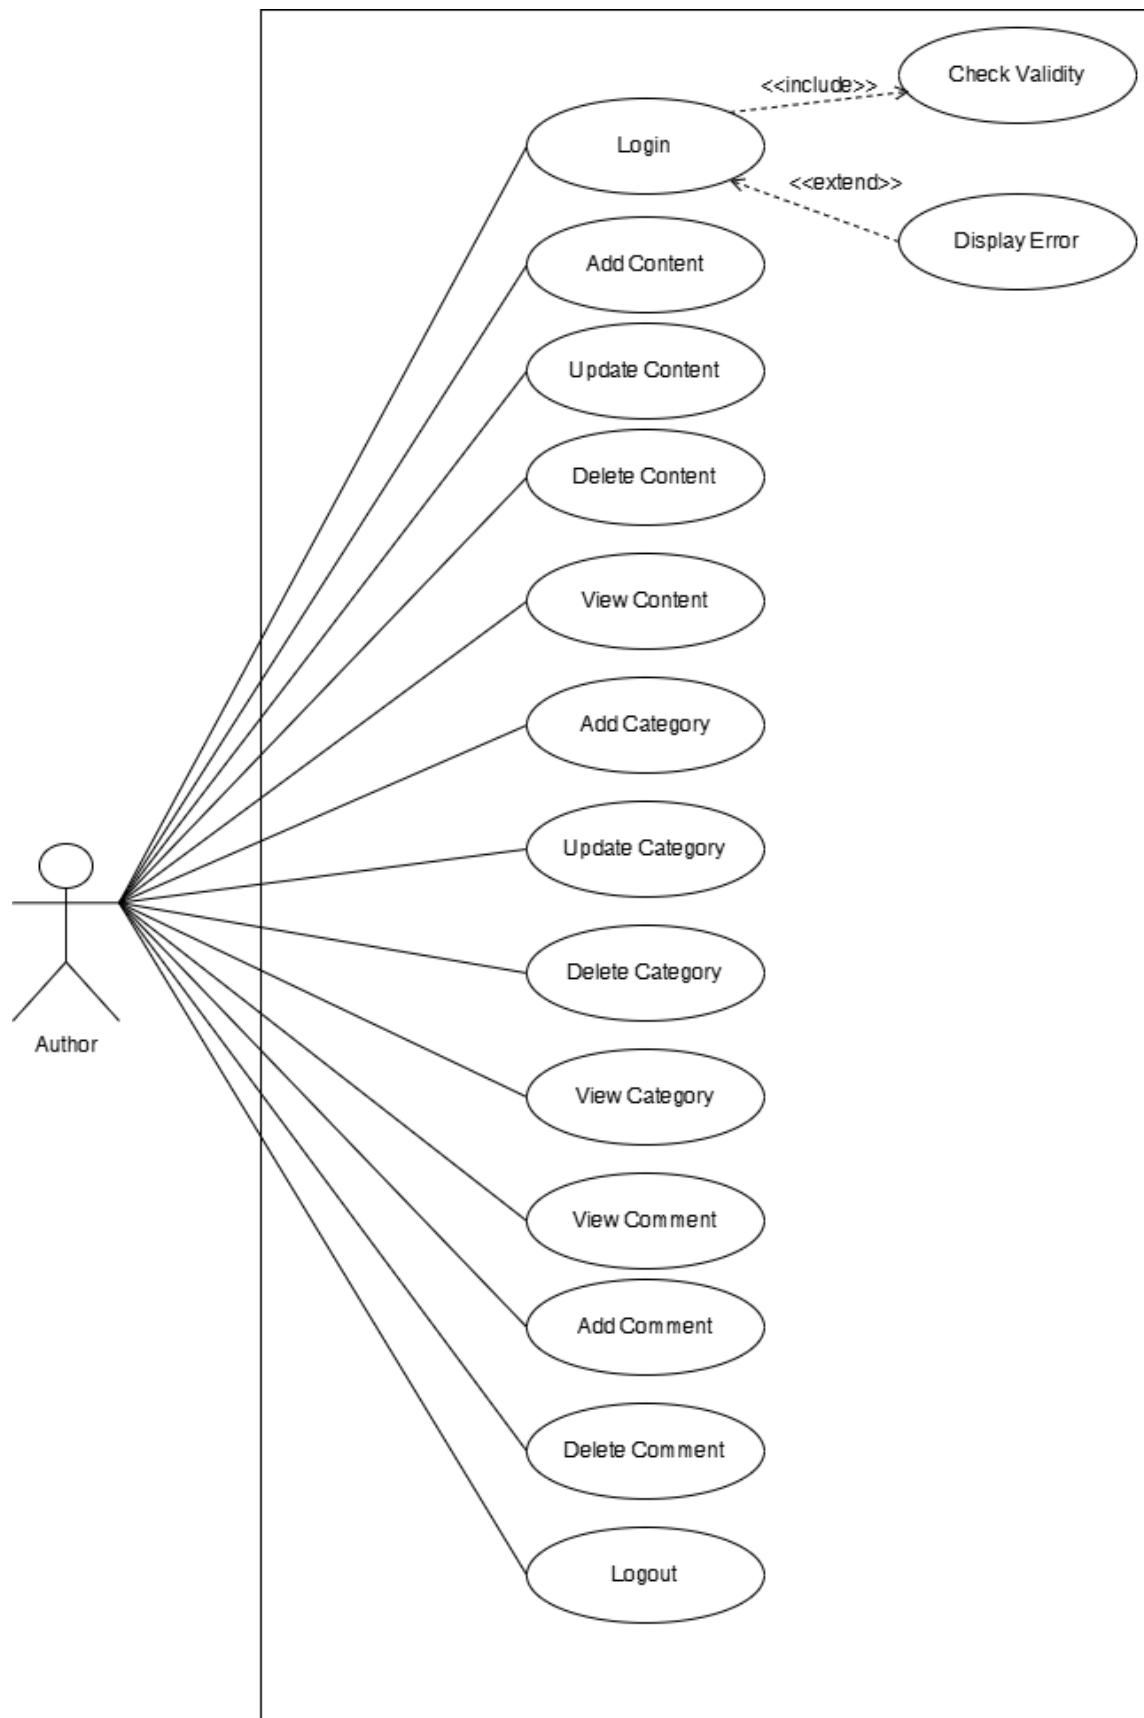 Check Validity
<<include>>
Login
<<extend>>
Display Error
Add Content
Update Content
Delete Content
View Content
Add Category
Update Category
Delete Category
Author
View Category
View Comment
Add Comment
Delete Comment
Logout